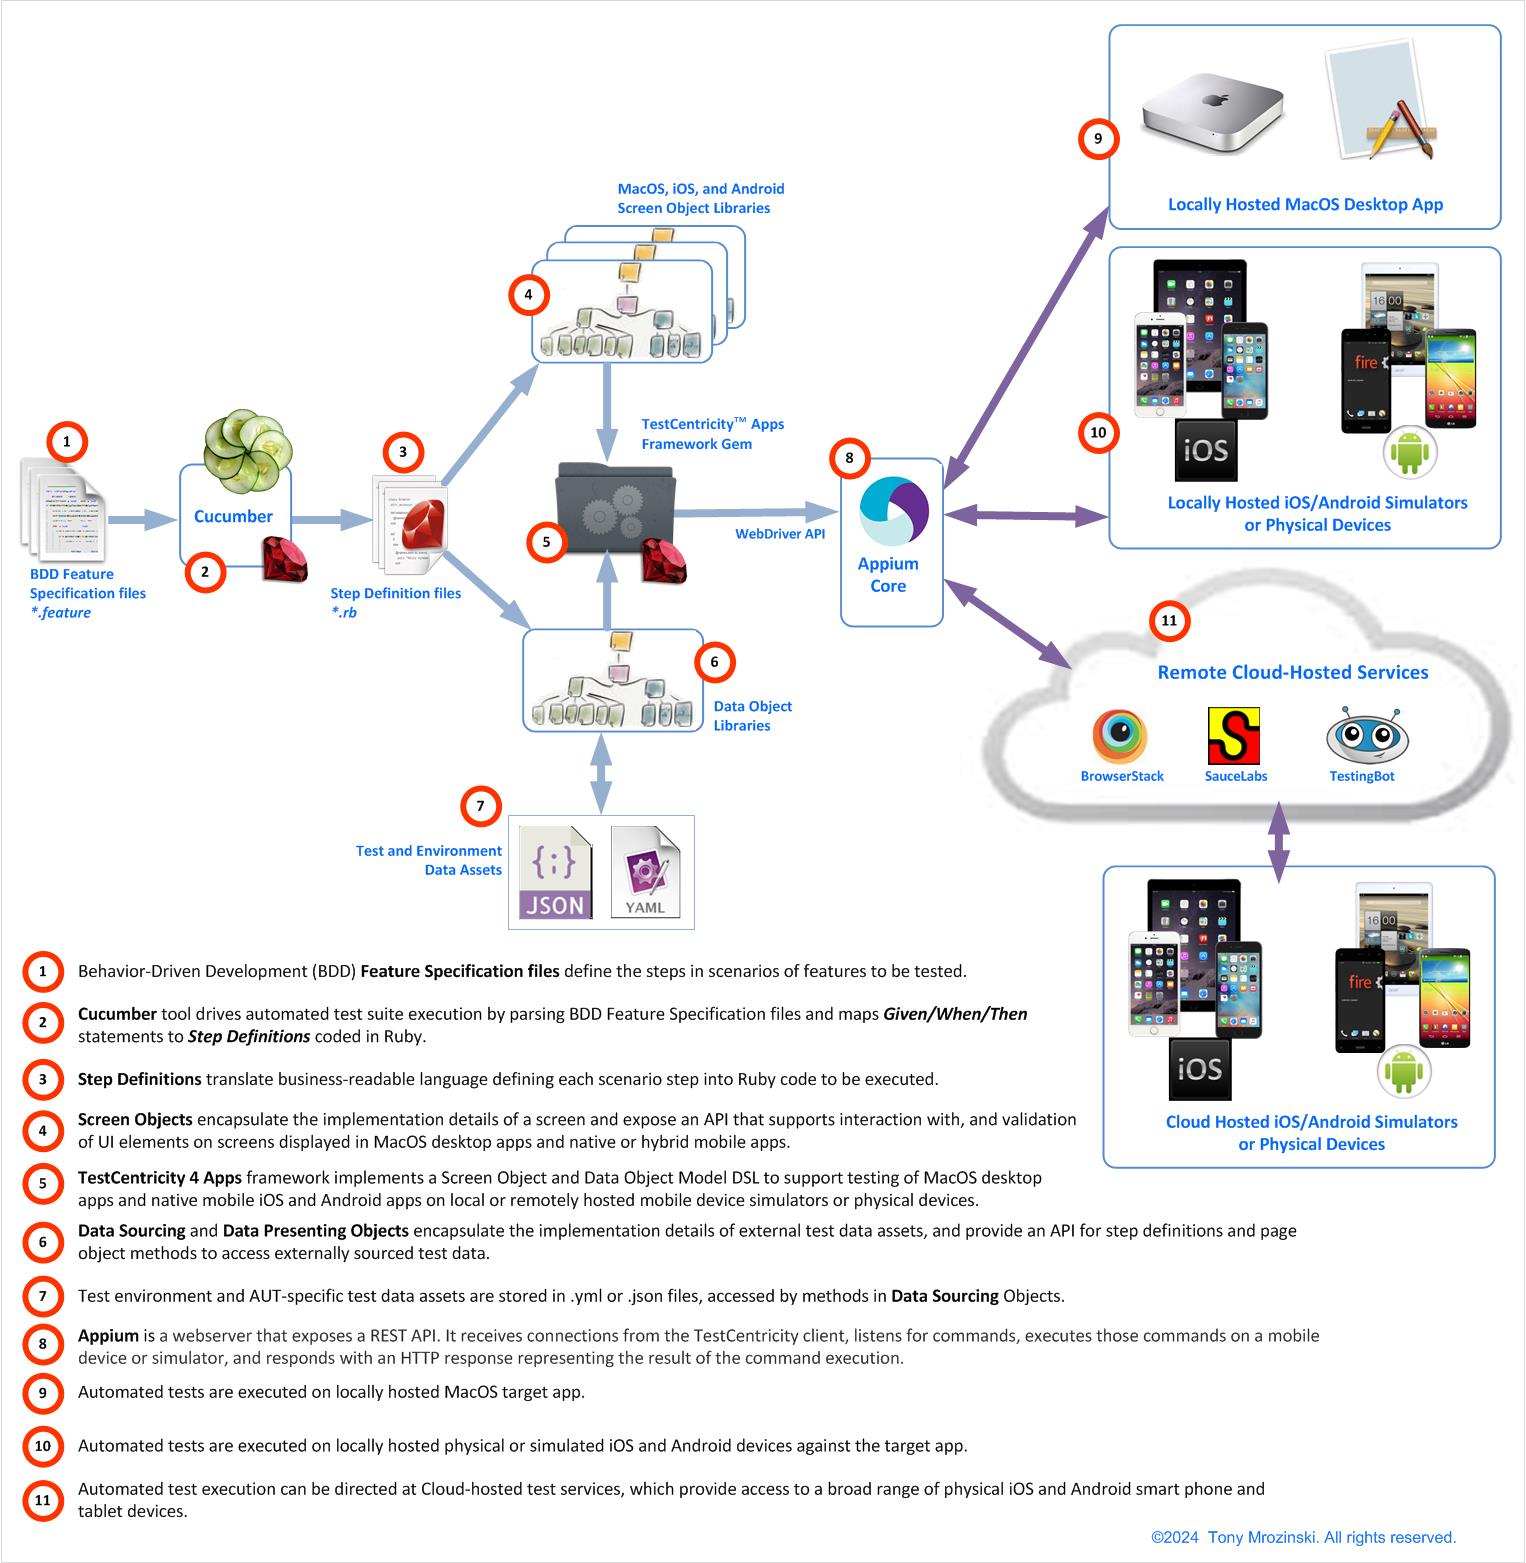 9
Locally Hosted MacOS Desktop App
MacOS, iOS, and Android
Screen Object Libraries
4
16:00
fire
iOS
10
Locally Hosted iOS/Android Simulators
or Physical Devices
1
BDD Feature
Specification files
*.feature
Cucumber
2
3
Step Definition files
*.rb
TestCentricity™ Apps
Framework Gem
5
WebDriver API
8
Appium
Core
6
Data Object
Libraries
11
Remote Cloud-Hosted Services
BrowserStack
SauceLabs
TestingBot
7
Test and Environment
Data Assets
{;}
JSON
YAML
16:00
fire
iOS
Cloud Hosted iOS/Android Simulators
or Physical Devices
1 Behavior-Driven Development (BDD) Feature Specification files define the steps in scenarios of features to be tested.
2 Cucumber tool drives automated test suite execution by parsing BDD Feature Specification files and maps Given/When/Then
statements to Step Definitions coded in Ruby.
3 Step Definitions translate business-readable language defining each scenario step into Ruby code to be executed.
4 Screen Objects encapsulate the implementation details of a screen and expose an API that supports interaction with, and validation
of UI elements on screens displayed in MacOS desktop apps and native or hybrid mobile apps.
5 TestCentricity 4 Apps framework implements a Screen Object and Data Object Model DSL to support testing of MacOS desktop
apps and native mobile iOS and Android apps on local or remotely hosted mobile device simulators or physical devices.
6 Data Sourcing and Data Presenting Objects encapsulate the implementation details of external test data assets, and provide an API for step definitions and page
object methods to access externally sourced test data.
7 Test environment and AUT-specific test data assets are stored in .yml or .json files, accessed by methods in Data Sourcing Objects.
8 Appium is a webserver that exposes a REST API. It receives connections from the TestCentricity client, listens for commands, executes those commands on a mobile
device or simulator, and responds with an HTTP response representing the result of the command execution.
9 Automated tests are executed on locally hosted MacOS target app.
10 Automated tests are executed on locally hosted physical or simulated iOS and Android devices against the target app.
11 Automated test execution can be directed at Cloud-hosted test services, which provide access to a broad range of physical iOS and Android smart phone and
tablet devices.
©2024 Tony Mrozinski. All rights reserved.